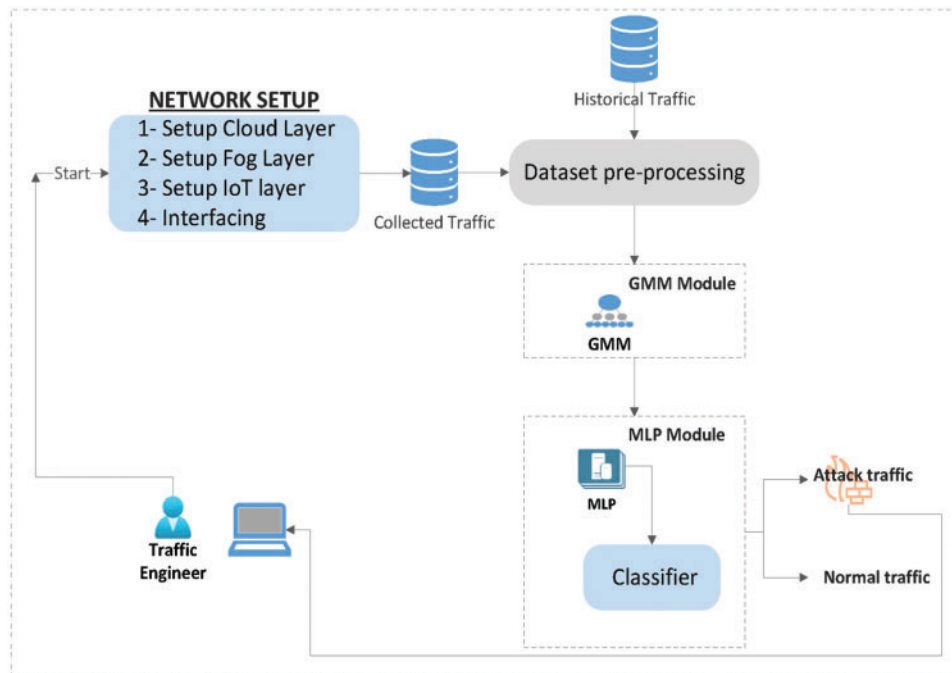 Historical Traffic
NETWORK SETUP
1- Setup Cloud Layer
2- Setup Fog Layer
3- Setup IoT layer
4- Interfacing
Start
Collected Traffic
Dataset pre-processing
GMM Module
GMM
MLP Module
MLP
Classifier
Attack traffic
Normal traffic
Traffic
Engineer